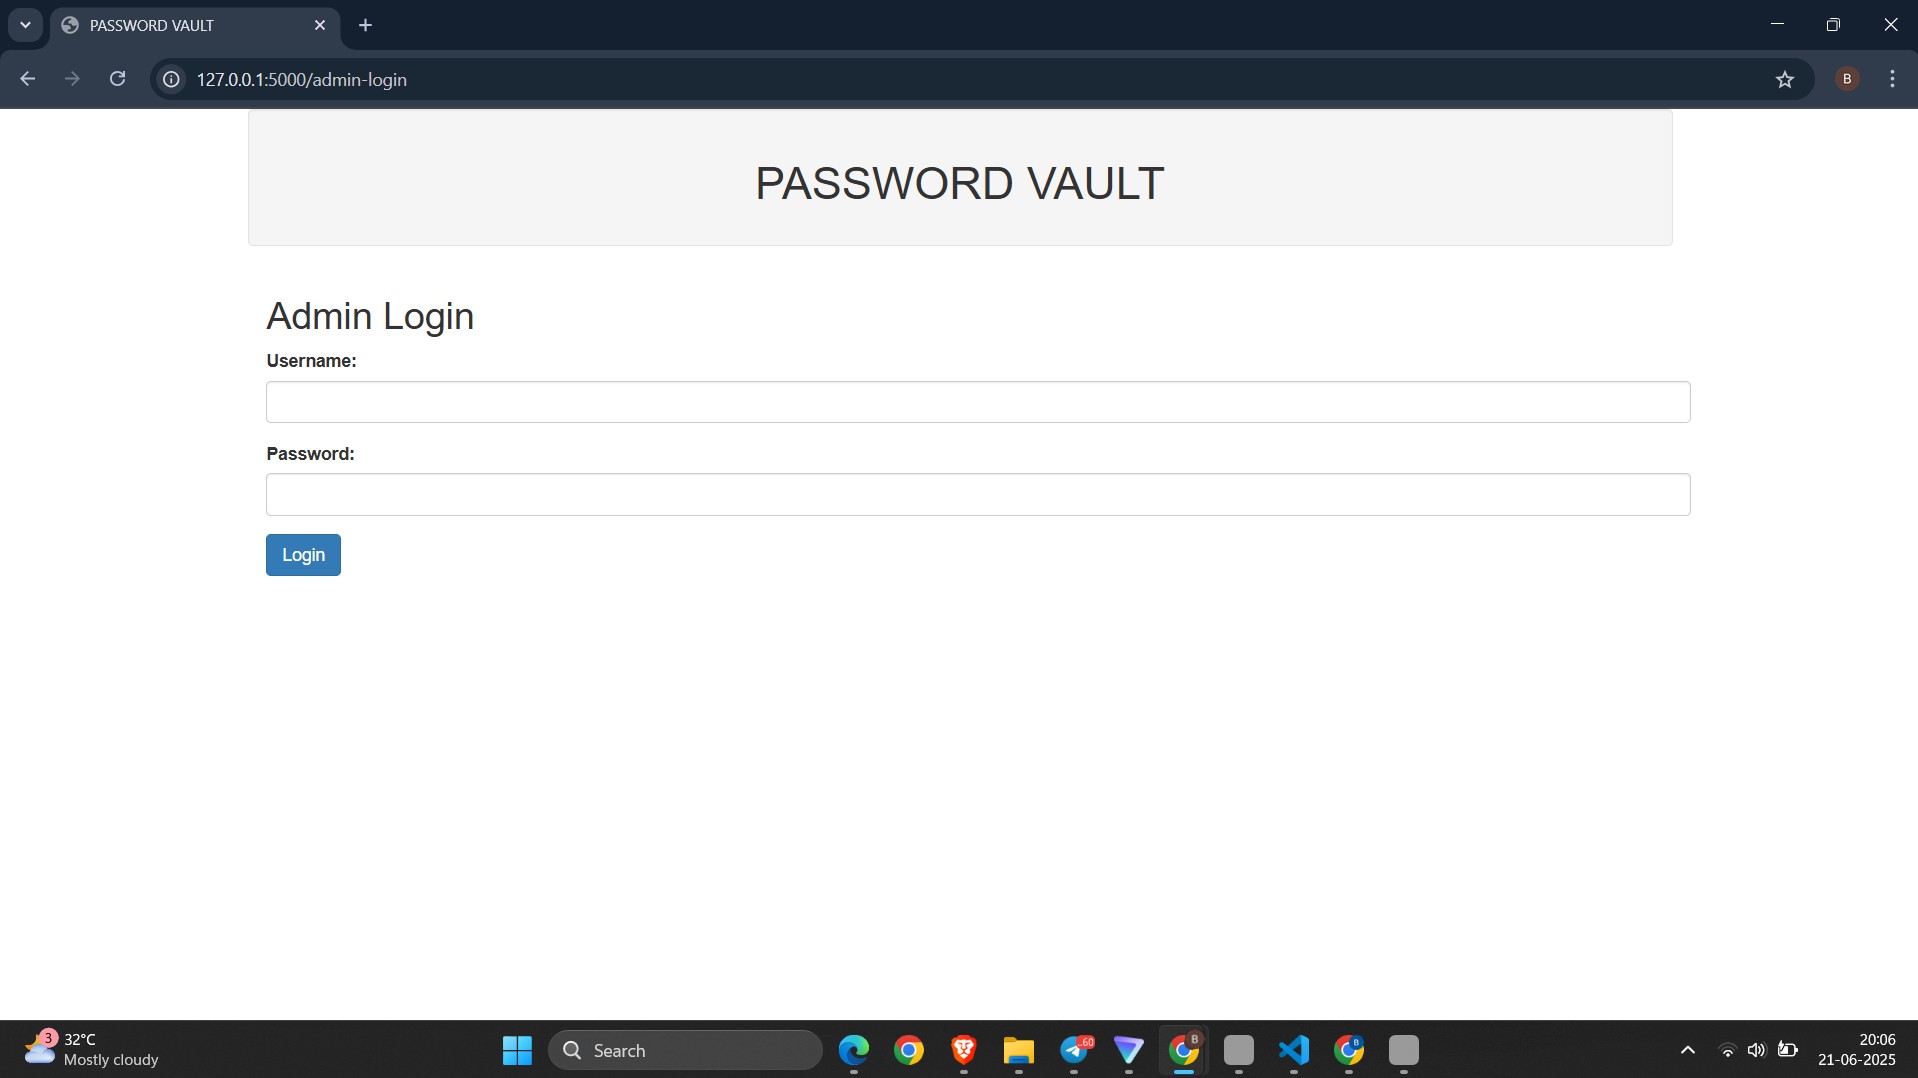 PASSWORD VAULT
127.0.0.1:5000/admin-login
B
PASSWORD VAULT
Admin Login
Username:
Password:
Login
3
32°C
Mostly cloudy
Search
..60
B
B
20:06
21-06-2025